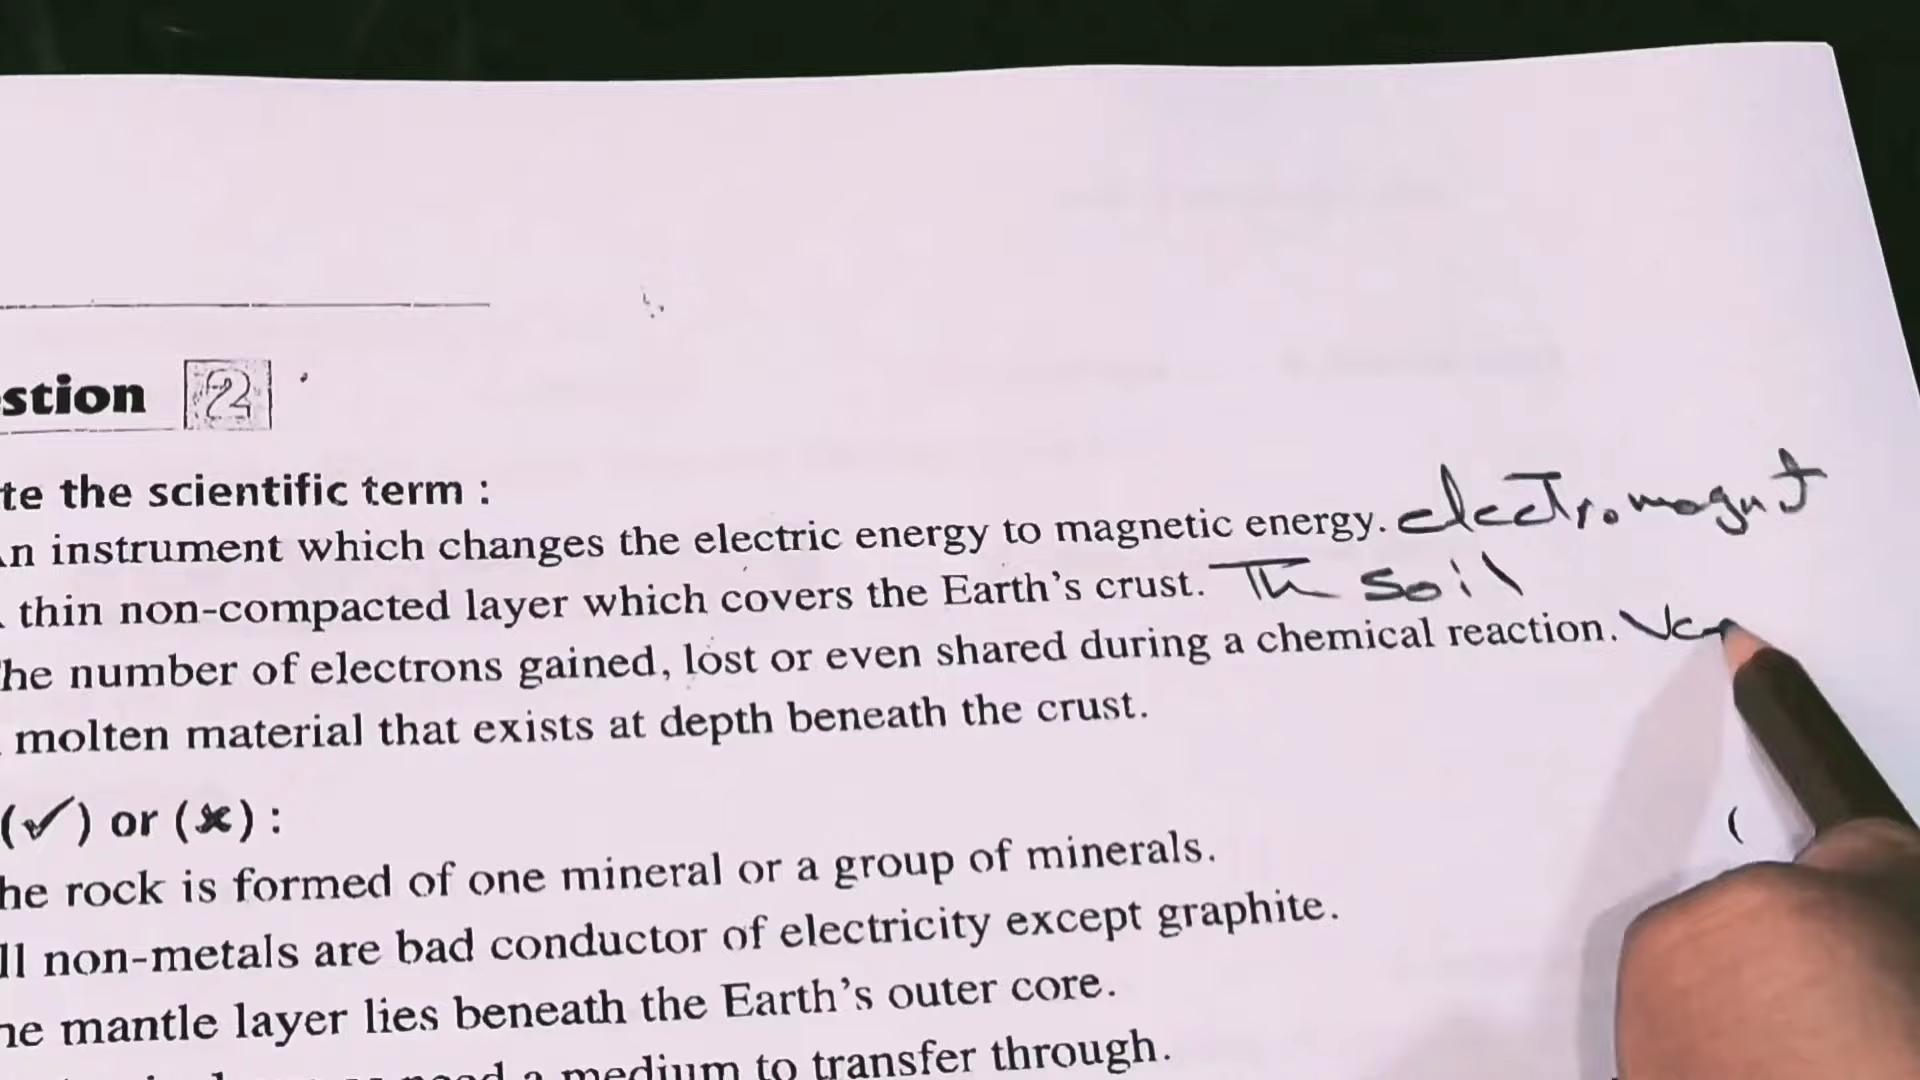 stion 2
te the scientific term :
n instrument which changes the electric energy to magnetic energy. electromagnet
thin non-compacted layer which covers the Earth's crust. The soil
he number of electrons gained, lost or even shared during a chemical reaction.
molten material that exists at depth beneath the crust.
(✓) or (✗) :
he rock is formed of one mineral or a group of minerals. (
ll non-metals are bad conductor of electricity except graphite.
he mantle layer lies beneath the Earth's outer core.
need a medium to transfer through.